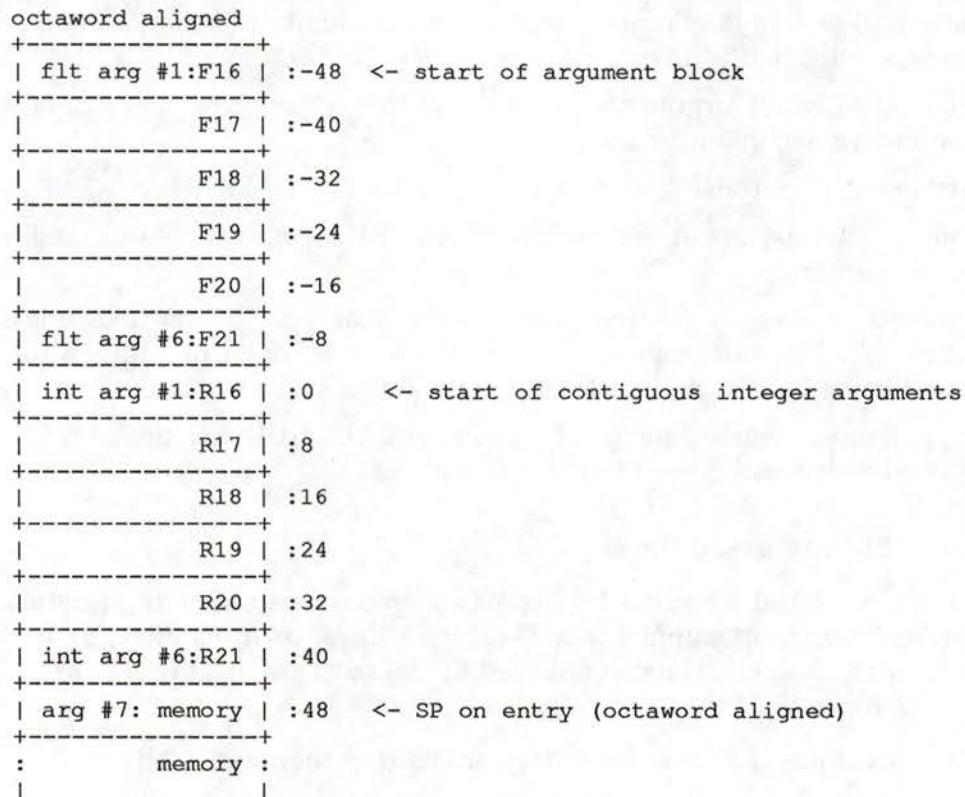 octaword aligned
+----------------+
| flt arg #1:F16 | :-48 <- start of argument block
+----------------+
|            F17 | :-40
+----------------+
|            F18 | :-32
+----------------+
|            F19 | :-24
+----------------+
|            F20 | :-16
+----------------+
| flt arg #6:F21 | :-8
+----------------+
| int arg #1:R16 | :0     <- start of contiguous integer arguments
+----------------+
|            R17 | :8
+----------------+
|            R18 | :16
+----------------+
|            R19 | :24
+----------------+
|            R20 | :32
+----------------+
| int arg #6:R21 | :40
+----------------+
| arg #7: memory | :48   <- SP on entry (octaword aligned)
+----------------+
:         memory :
|                |